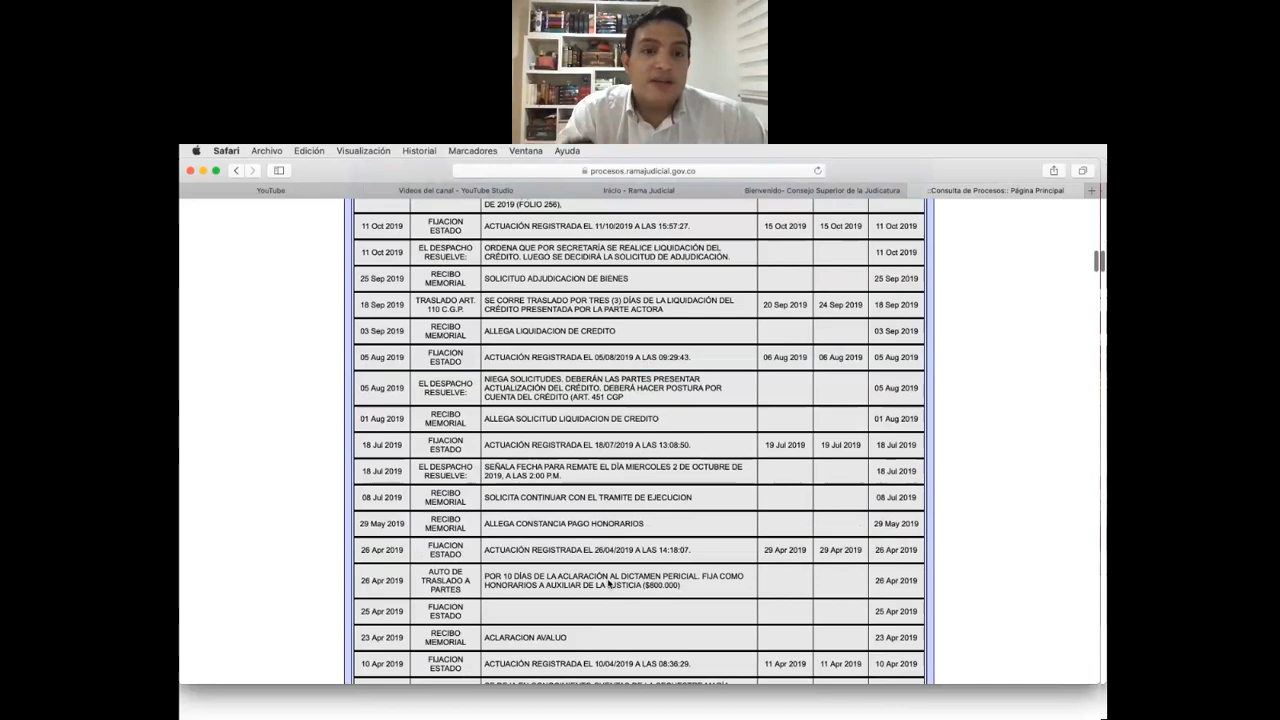 Safari Archivo Edición Visualización Historial Marcadores Ventana Ayuda
procesos.ramajudicial.gov.co
YouTube Videos del canal - YouTube Studio Inicio - Rama Judicial Bienvenido- Consejo Superior de la Judicatura ::Consulta de Procesos:: Página Principal
DE 2019 (FOLIO 256),
11 Oct 2019 FIJACION ESTADO ACTUACIÓN REGISTRADA EL 11/10/2019 A LAS 15:57:27. 15 Oct 2019 15 Oct 2019 11 Oct 2019
11 Oct 2019 EL DESPACHO RESUELVE: ORDENA QUE POR SECRETARÍA SE REALICE LIQUIDACIÓN DEL CRÉDITO. LUEGO SE DECIDIRÁ LA SOLICITUD DE ADJUDICACIÓN. 11 Oct 2019
25 Sep 2019 RECIBO MEMORIAL SOLICITUD ADJUDICACION DE BIENES 25 Sep 2019
18 Sep 2019 TRASLADO ART. 110 C.G.P. SE CORRE TRASLADO POR TRES (3) DÍAS DE LA LIQUIDACIÓN DEL CRÉDITO PRESENTADA POR LA PARTE ACTORA 20 Sep 2019 24 Sep 2019 18 Sep 2019
03 Sep 2019 RECIBO MEMORIAL ALLEGA LIQUIDACION DE CREDITO 03 Sep 2019
05 Aug 2019 FIJACION ESTADO ACTUACIÓN REGISTRADA EL 05/08/2019 A LAS 09:29:43. 06 Aug 2019 06 Aug 2019 05 Aug 2019
05 Aug 2019 EL DESPACHO RESUELVE: NIEGA SOLICITUDES. DEBERÁN LAS PARTES PRESENTAR ACTUALIZACIÓN DEL CRÉDITO. DEBERÁ HACER POSTURA POR CUENTA DEL CRÉDITO (ART. 451 CGP 05 Aug 2019
01 Aug 2019 RECIBO MEMORIAL ALLEGA SOLICITUD LIQUIDACION DE CREDITO 01 Aug 2019
18 Jul 2019 FIJACION ESTADO ACTUACIÓN REGISTRADA EL 18/07/2019 A LAS 13:08:50. 19 Jul 2019 19 Jul 2019 18 Jul 2019
18 Jul 2019 EL DESPACHO RESUELVE: SEÑALA FECHA PARA REMATE EL DÍA MIERCOLES 2 DE OCTUBRE DE 2019, A LAS 2:00 P.M. 18 Jul 2019
08 Jul 2019 RECIBO MEMORIAL SOLICITA CONTINUAR CON EL TRAMITE DE EJECUCION 08 Jul 2019
29 May 2019 RECIBO MEMORIAL ALLEGA CONSTANCIA PAGO HONORARIOS 29 May 2019
26 Apr 2019 FIJACION ESTADO ACTUACIÓN REGISTRADA EL 26/04/2019 A LAS 14:18:07. 29 Apr 2019 29 Apr 2019 26 Apr 2019
26 Apr 2019 AUTO DE TRASLADO A PARTES POR 10 DÍAS DE LA ACLARACIÓN AL DICTAMEN PERICIAL. FIJA COMO HONORARIOS A AUXILIAR DE LA JUSTICIA ($800.000) 26 Apr 2019
25 Apr 2019 FIJACION ESTADO 25 Apr 2019
23 Apr 2019 RECIBO MEMORIAL ACLARACION AVALUO 23 Apr 2019
10 Apr 2019 FIJACION ESTADO ACTUACIÓN REGISTRADA EL 10/04/2019 A LAS 08:36:29. 11 Apr 2019 11 Apr 2019 10 Apr 2019